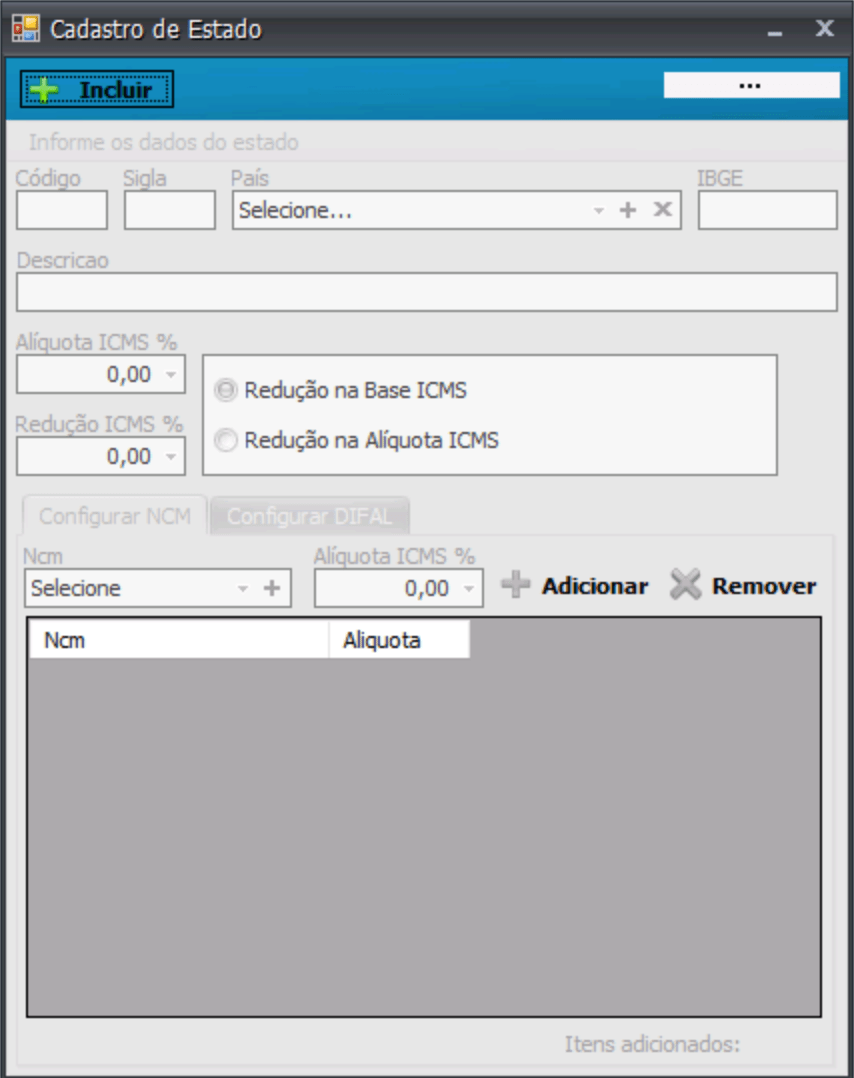 Cadastro de Estado
Incluir ...
Informe os dados do estado
Código Sigla País IBGE
Selecione...
Descricao
Alíquota ICMS %
0,00
Redução na Base ICMS
Redução ICMS %
Redução na Alíquota ICMS
0,00
Configurar NCM Configurar DIFAL
Ncm Alíquota ICMS %
Selecione 0,00 Adicionar Remover
Ncm Aliquota
Itens adicionados: